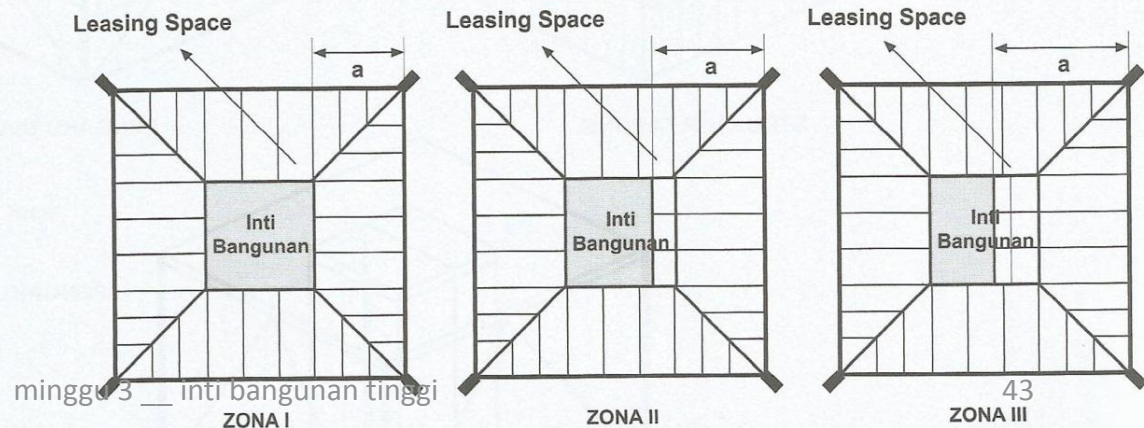 Leasing Space
a
Inti
Bangunan
ZONA I
Leasing Space
a
Inti
Bangunan
ZONA II
Leasing Space
a
Inti
Bangunan
ZONA III
minggu 3 __ inti bangunan tinggi
43